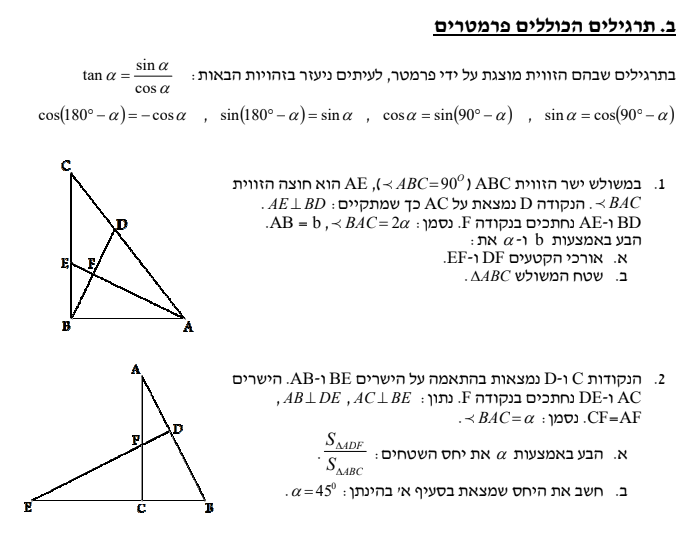 ב. תרגילים הכוללים פרמטרים
בתרגילים שבהם הזווית מוצגת על ידי פרמטר, לעיתים ניעזר בזהויות הבאות: tan α = sin α / cos α
sin α = cos(90° − α) , cos α = sin(90° − α) , sin(180° − α) = sin α , cos(180° − α) = −cos α
1. במשולש ישר הזווית ABC (∢ABC=90°), AE הוא חוצה הזווית
∢BAC. הנקודה D נמצאת על AC כך שמתקיים: AE⊥BD.
BD ו-AE נחתכים בנקודה F. נסמן: ∢BAC=2α, AB = b.
הבע באמצעות b ו-α את:
א. אורכי הקטעים DF ו-EF.
ב. שטח המשולש ΔABC.
C
D
E
F
B
A
2. הנקודות C ו-D נמצאות בהתאמה על הישרים BE ו-AB. הישרים
AC ו-DE נחתכים בנקודה F. נתון: AC⊥BE, AB⊥DE,
CF=AF. נסמן: ∢BAC=α.
א. הבע באמצעות α את יחס השטחים: S_ΔADF / S_ΔABC.
ב. חשב את היחס שמצאת בסעיף א' בהינתן: α=45⁰.
A
F
D
E
C
B